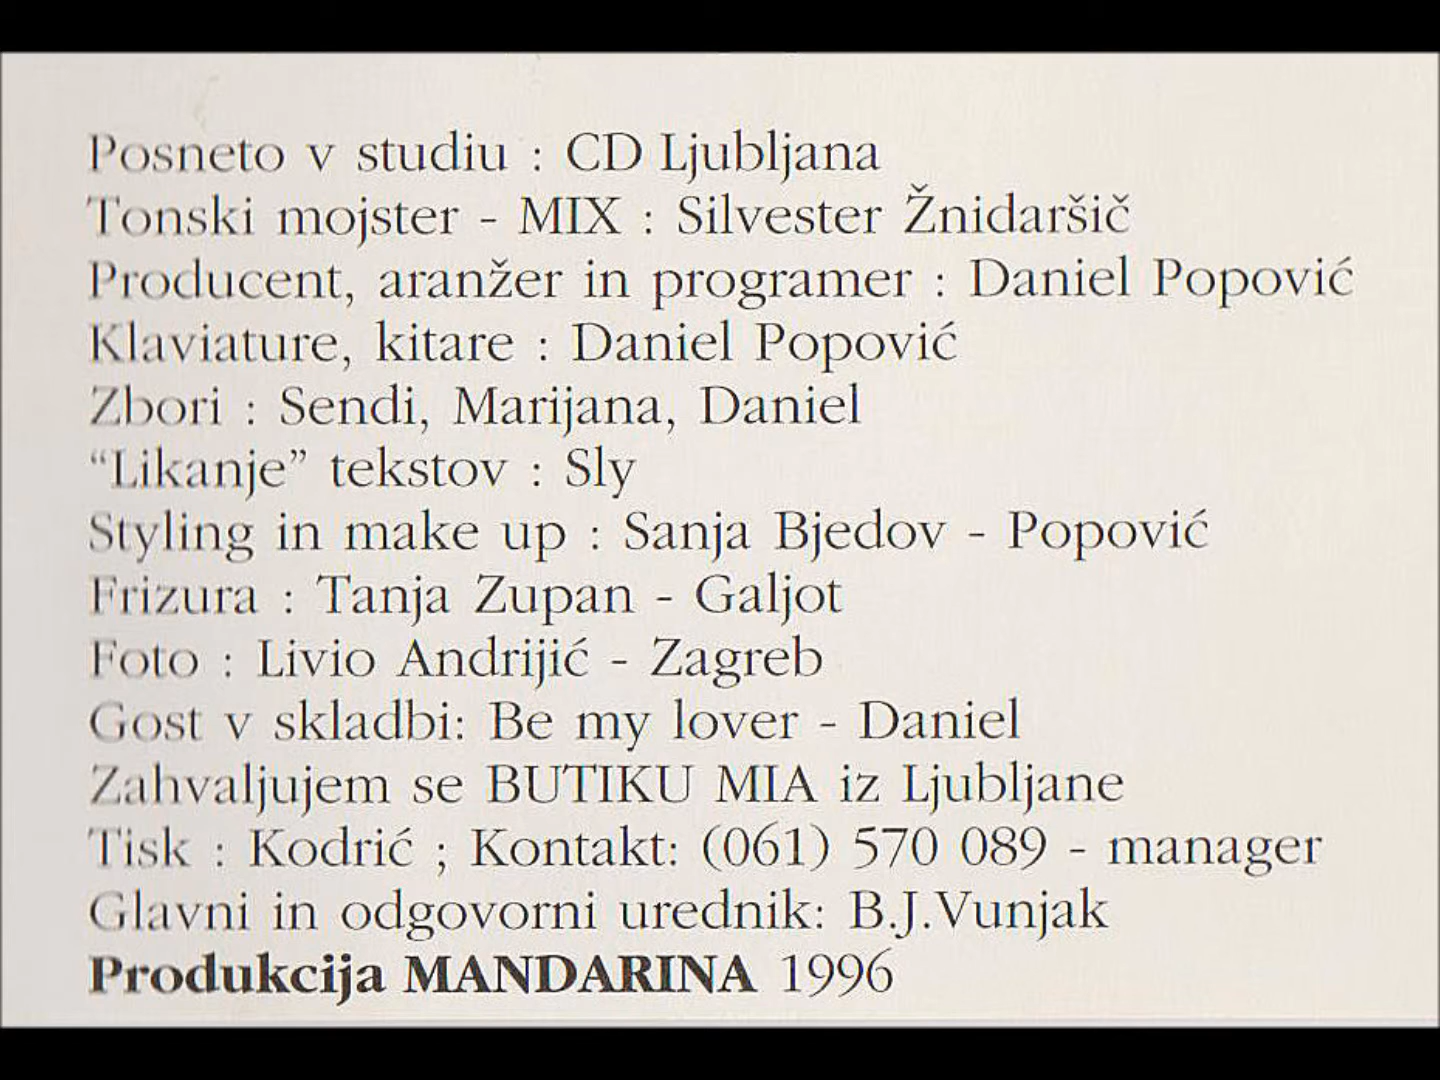 Posneto v studiu : CD Ljubljana
Tonski mojster - MIX : Silvester Žnidaršič
Producent, aranžer in programer : Daniel Popović
Klaviature, kitare : Daniel Popović
Zbori : Sendi, Marijana, Daniel
“Likanje” tekstov : Sly
Styling in make up : Sanja Bjedov - Popović
Frizura : Tanja Zupan - Galjot
Foto : Livio Andrijić - Zagreb
Gost v skladbi: Be my lover - Daniel
Zahvaljujem se BUTIKU MIA iz Ljubljane
Tisk : Kodrić ; Kontakt: (061) 570 089 - manager
Glavni in odgovorni urednik: B.J.Vunjak
Produkcija MANDARINA 1996